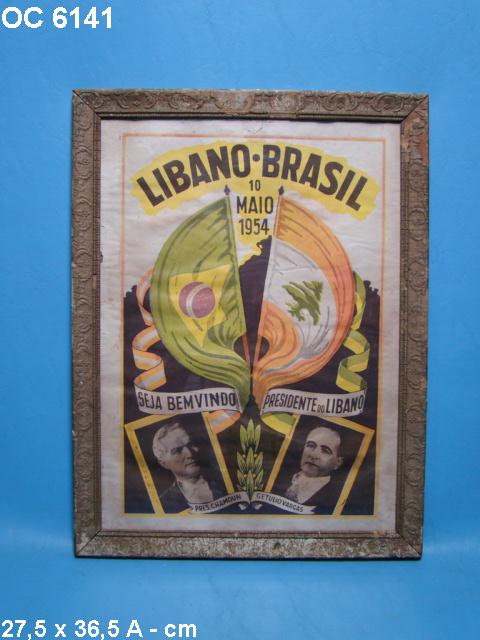 OC 6141
LIBANO·BRASIL
10
MAIO
1954
SEJA BEMVINDO
PRESIDENTE DO LIBANO
PRES. CHAMOUN
GETULIO VARGAS
27,5 x 36,5 A - cm